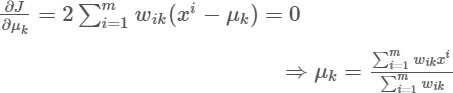 ∂J/∂μ_k = 2 ∑_{i=1}^{m} w_{ik}(x^i − μ_k) = 0
⇒ μ_k = ∑_{i=1}^{m} w_{ik}x^i / ∑_{i=1}^{m} w_{ik}